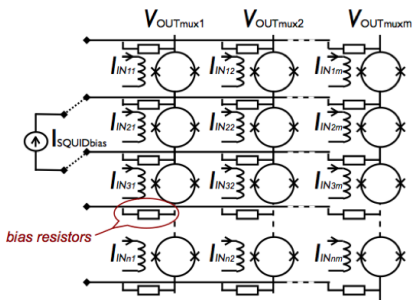 VOUTmux1 VOUTmux2 VOUTmuxm
IIN11 IIN12 IIN1m
IIN21 IIN22 IIN2m
ISQUIDbias
IIN31 IIN32 IIN3m
bias resistors
IINn1 IINn2 IINnm